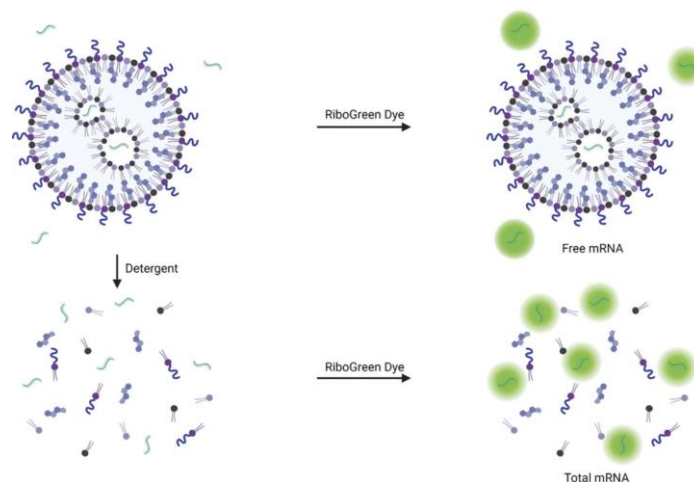 RiboGreen Dye
Free mRNA
Detergent
RiboGreen Dye
Total mRNA